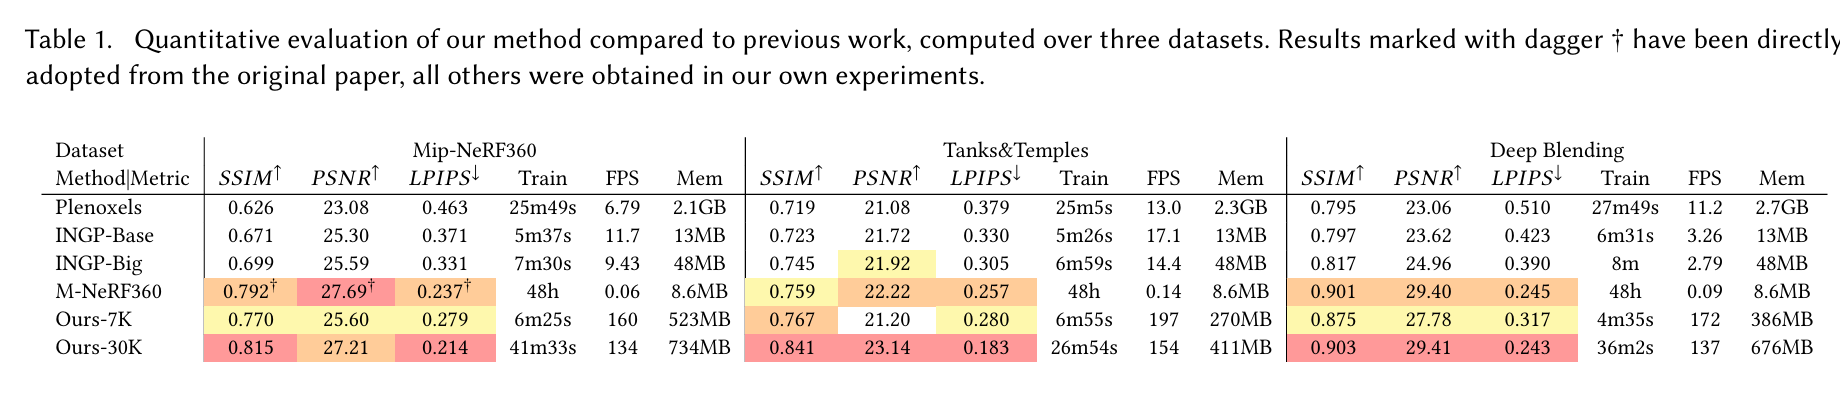 Table 1. Quantitative evaluation of our method compared to previous work, computed over three datasets. Results marked with dagger † have been directly
adopted from the original paper, all others were obtained in our own experiments.
Dataset Mip-NeRF360 Tanks&Temples Deep Blending
Method|Metric SSIM↑ PSNR↑ LPIPS↓ Train FPS Mem SSIM↑ PSNR↑ LPIPS↓ Train FPS Mem SSIM↑ PSNR↑ LPIPS↓ Train FPS Mem
Plenoxels 0.626 23.08 0.463 25m49s 6.79 2.1GB 0.719 21.08 0.379 25m5s 13.0 2.3GB 0.795 23.06 0.510 27m49s 11.2 2.7GB
INGP-Base 0.671 25.30 0.371 5m37s 11.7 13MB 0.723 21.72 0.330 5m26s 17.1 13MB 0.797 23.62 0.423 6m31s 3.26 13MB
INGP-Big 0.699 25.59 0.331 7m30s 9.43 48MB 0.745 21.92 0.305 6m59s 14.4 48MB 0.817 24.96 0.390 8m 2.79 48MB
M-NeRF360 0.792† 27.69† 0.237† 48h 0.06 8.6MB 0.759 22.22 0.257 48h 0.14 8.6MB 0.901 29.40 0.245 48h 0.09 8.6MB
Ours-7K 0.770 25.60 0.279 6m25s 160 523MB 0.767 21.20 0.280 6m55s 197 270MB 0.875 27.78 0.317 4m35s 172 386MB
Ours-30K 0.815 27.21 0.214 41m33s 134 734MB 0.841 23.14 0.183 26m54s 154 411MB 0.903 29.41 0.243 36m2s 137 676MB